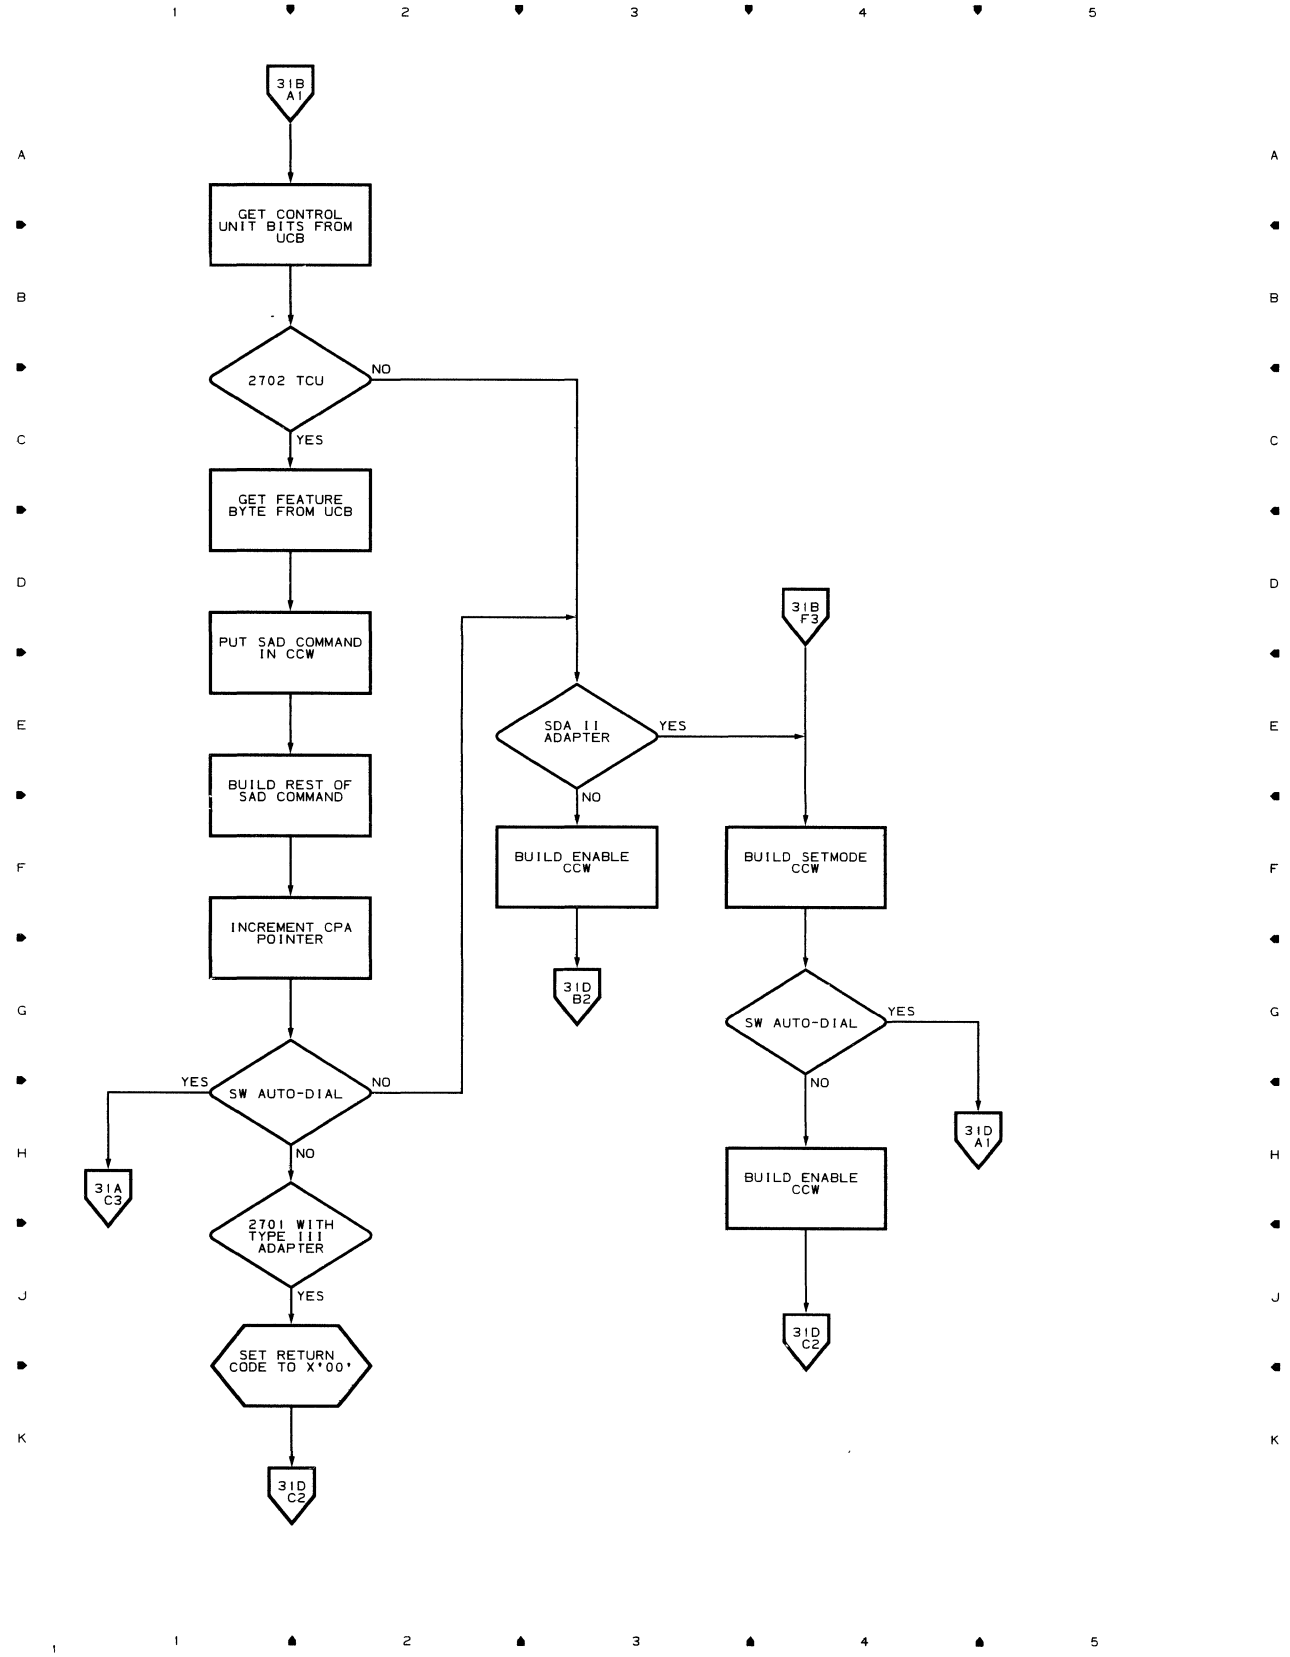 1 2 3 4 5
31B
A1
A A
GET CONTROL
UNIT BITS FROM
UCB
B B
2702 TCU
NO
YES
C C
GET FEATURE
BYTE FROM UCB
D D
31B
F3
PUT SAD COMMAND
IN CCW
E E
SDA II
ADAPTER
YES
NO
BUILD REST OF
SAD COMMAND
BUILD ENABLE
CCW
BUILD SETMODE
CCW
F F
INCREMENT CPA
POINTER
31D
B2
G G
SW AUTO-DIAL
YES
NO
YES
SW AUTO-DIAL
NO
NO
31D
A1
H H
31A
C3
BUILD ENABLE
CCW
2701 WITH
TYPE III
ADAPTER
YES
J J
31D
C2
SET RETURN
CODE TO X'00'
K K
31D
C2
1 1 2 3 4 5